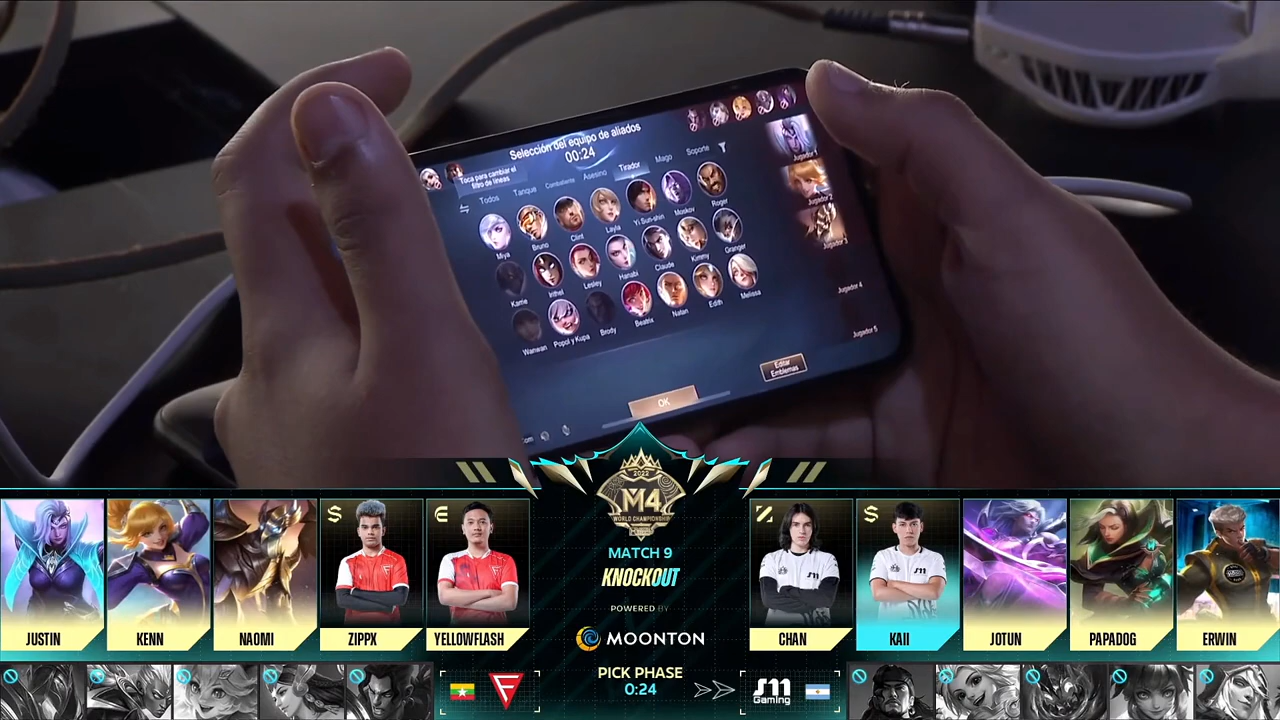 Selección del equipo de aliados
00:24
Toca para cambiar el
filtro de líneas
Todos
Tanque
Combatiente
Asesino
Tirador
Mago
Soporte
Miya
Bruno
Clint
Layla
Yi Sun-shin
Moskov
Roger
Karrie
Irithel
Lesley
Hanabi
Claude
Kimmy
Granger
Wanwan
Popol y Kupa
Brody
Beatrix
Natan
Edith
Melissa
Jugador 1
Jugador 2
Jugador 3
Jugador 4
Jugador 5
Editar
Emblemas
OK
2022
M4
WORLD CHAMPIONSHIP
MATCH 9
KNOCKOUT
POWERED BY
MOONTON
PICK PHASE
0:24
JUSTIN
KENN
NAOMI
ZIPPX
YELLOWFLASH
CHAN
KAII
JOTUN
PAPADOG
ERWIN
Gaming